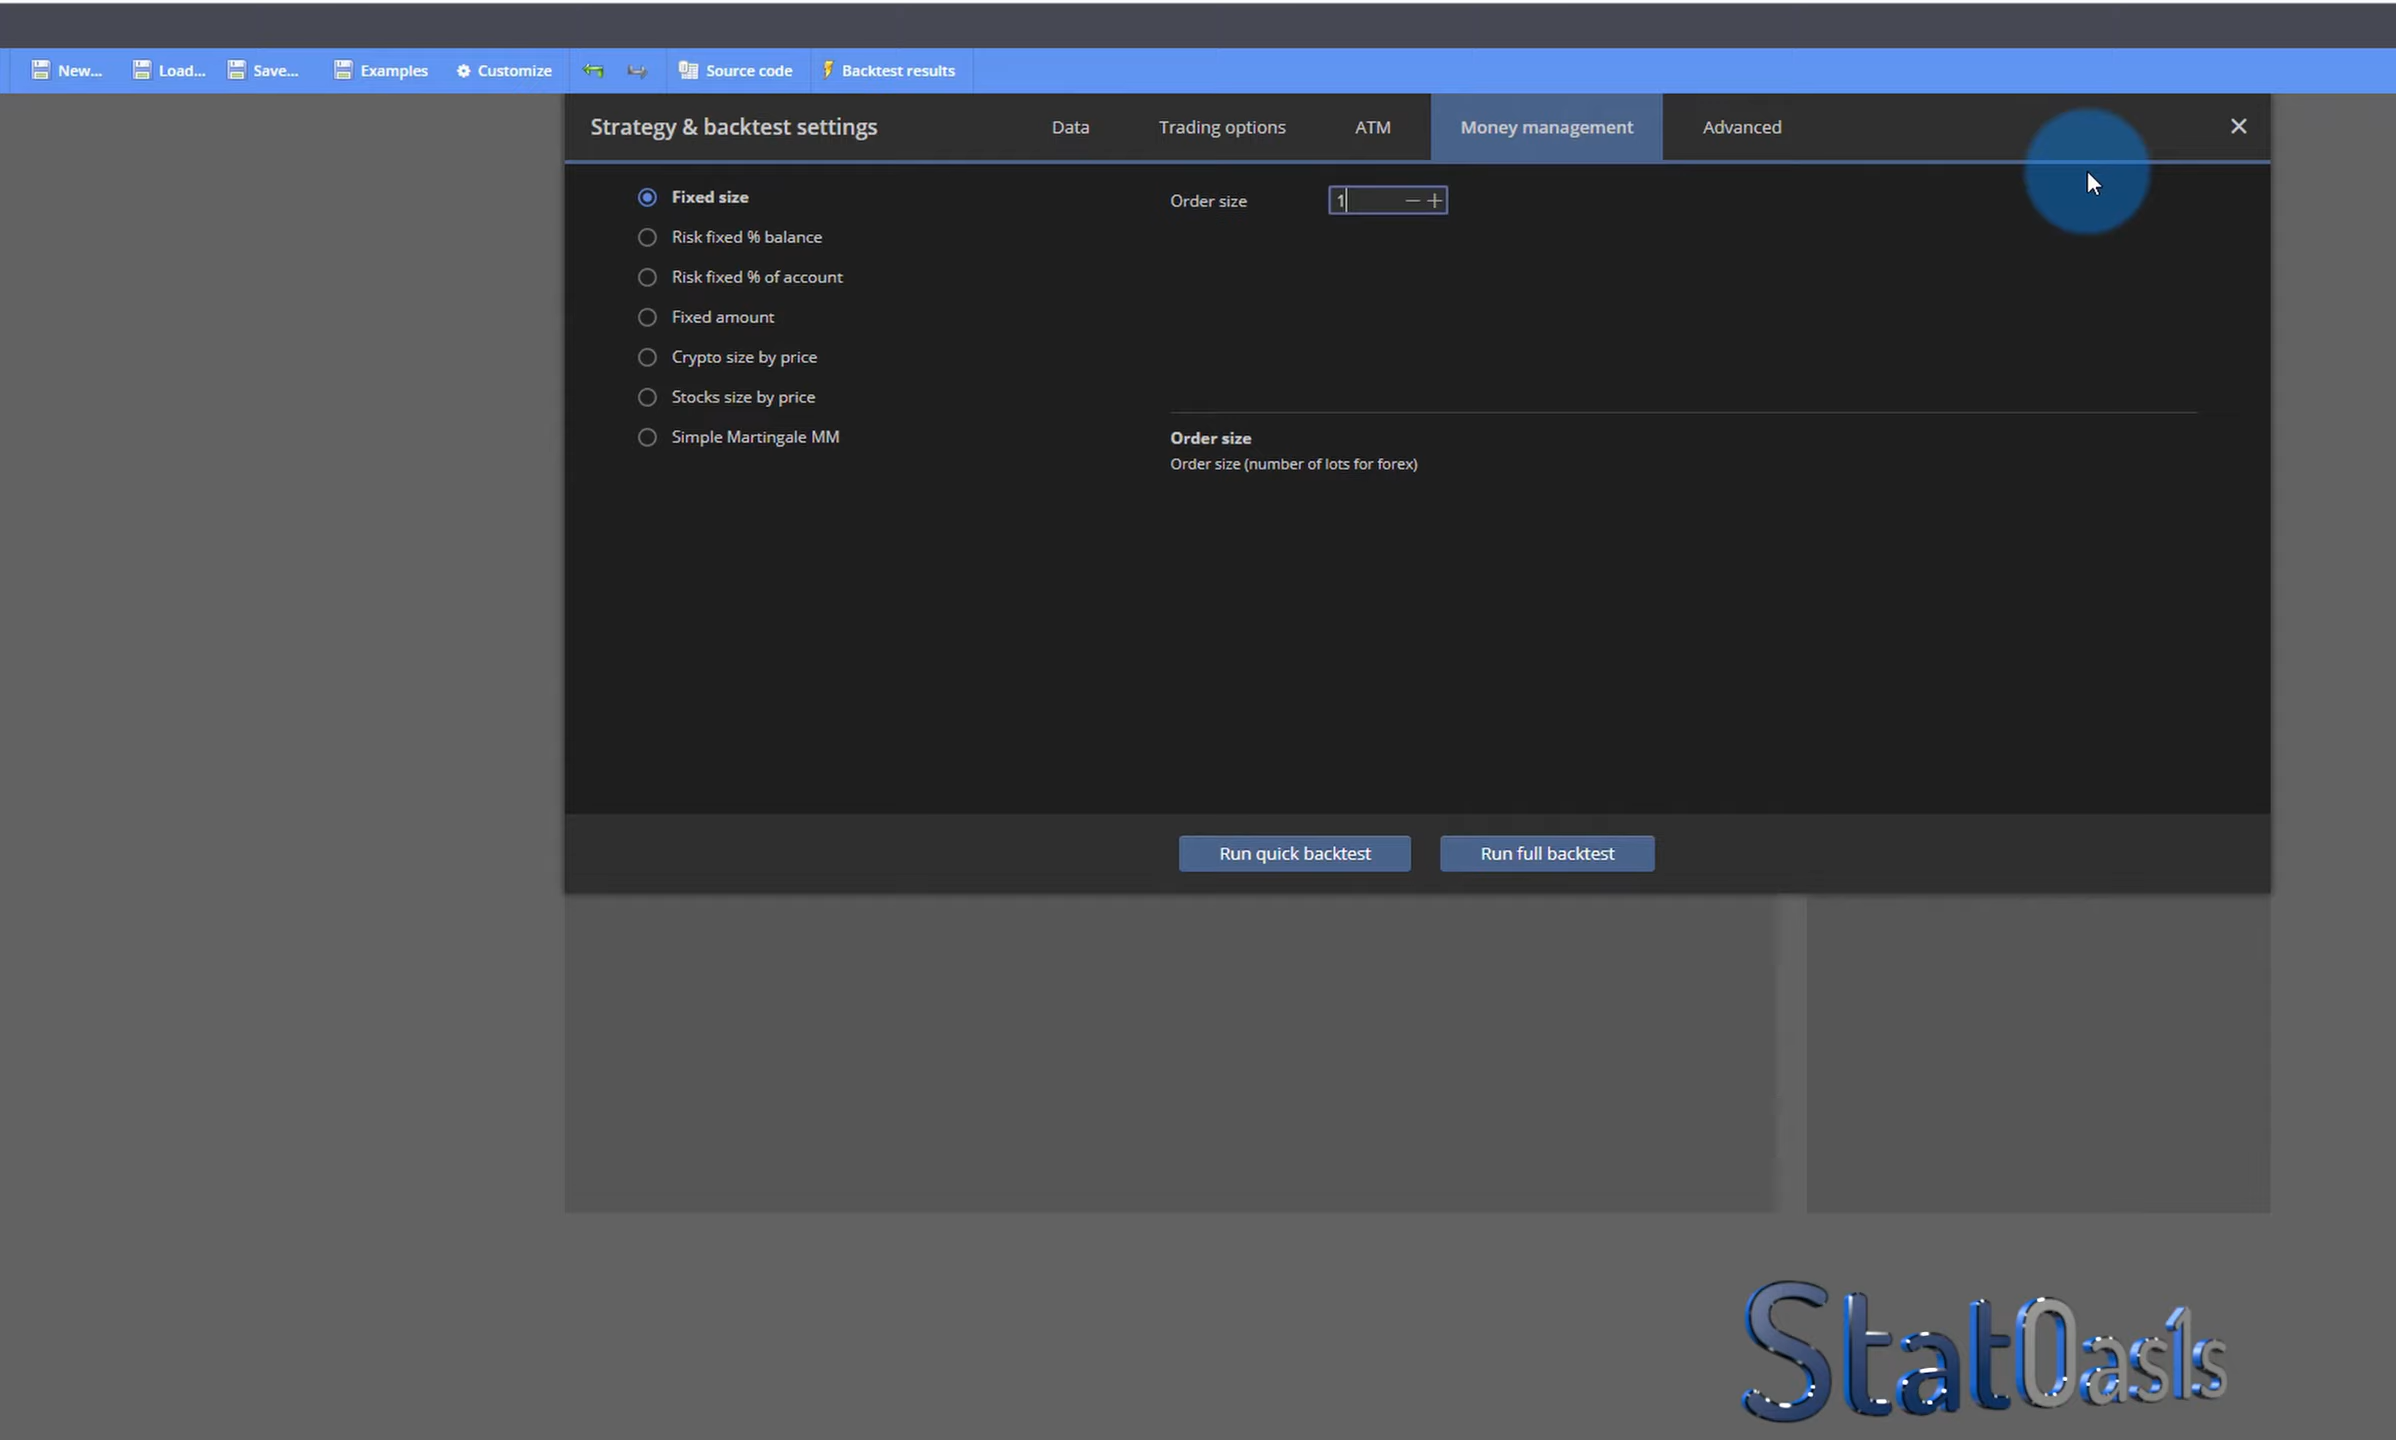 New... Load... Save... Examples Customize Source code Backtest results
Strategy & backtest settings Data Trading options ATM Money management Advanced
Fixed size
Order size 1
Risk fixed % balance
Risk fixed % of account
Fixed amount
Crypto size by price
Stocks size by price
Simple Martingale MM
Order size
Order size (number of lots for forex)
Run quick backtest Run full backtest
StatOas1s